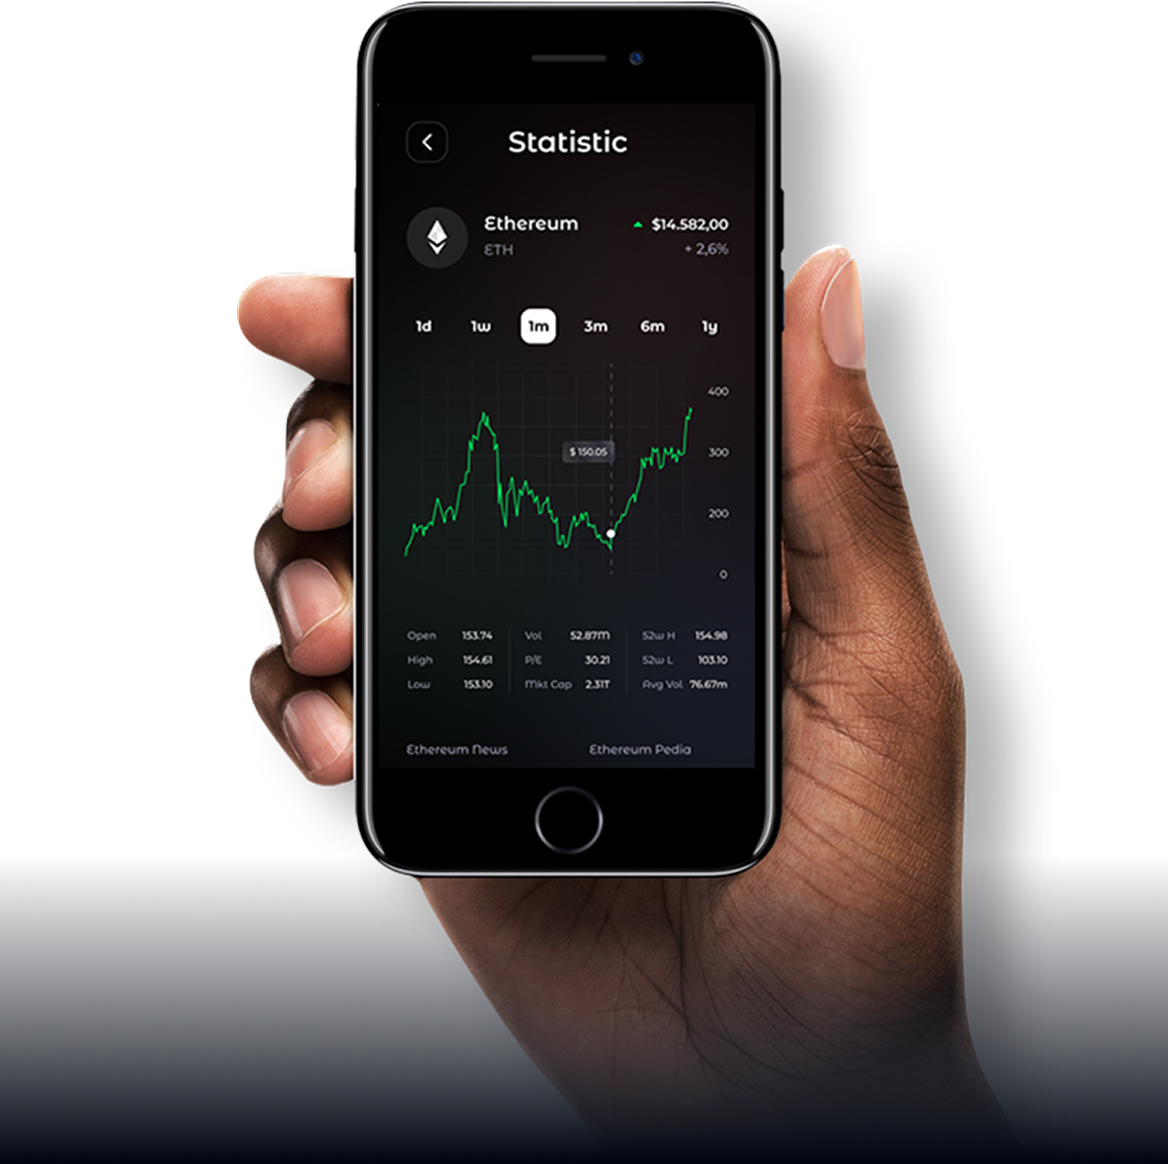 Statistic
Ethereum
$14.582,00
ETH
+ 2,6%
1d 1w 1m 3m 6m 1y
400
$ 150.05
300
200
0
Open 153.74 Vol 52.87m 52w H 154.98
High 154.61 P/E 30.21 52w L 103.10
Low 153.10 Mkt Cap 2.31T Avg Vol 76.67m
Ethereum News Ethereum Pedia